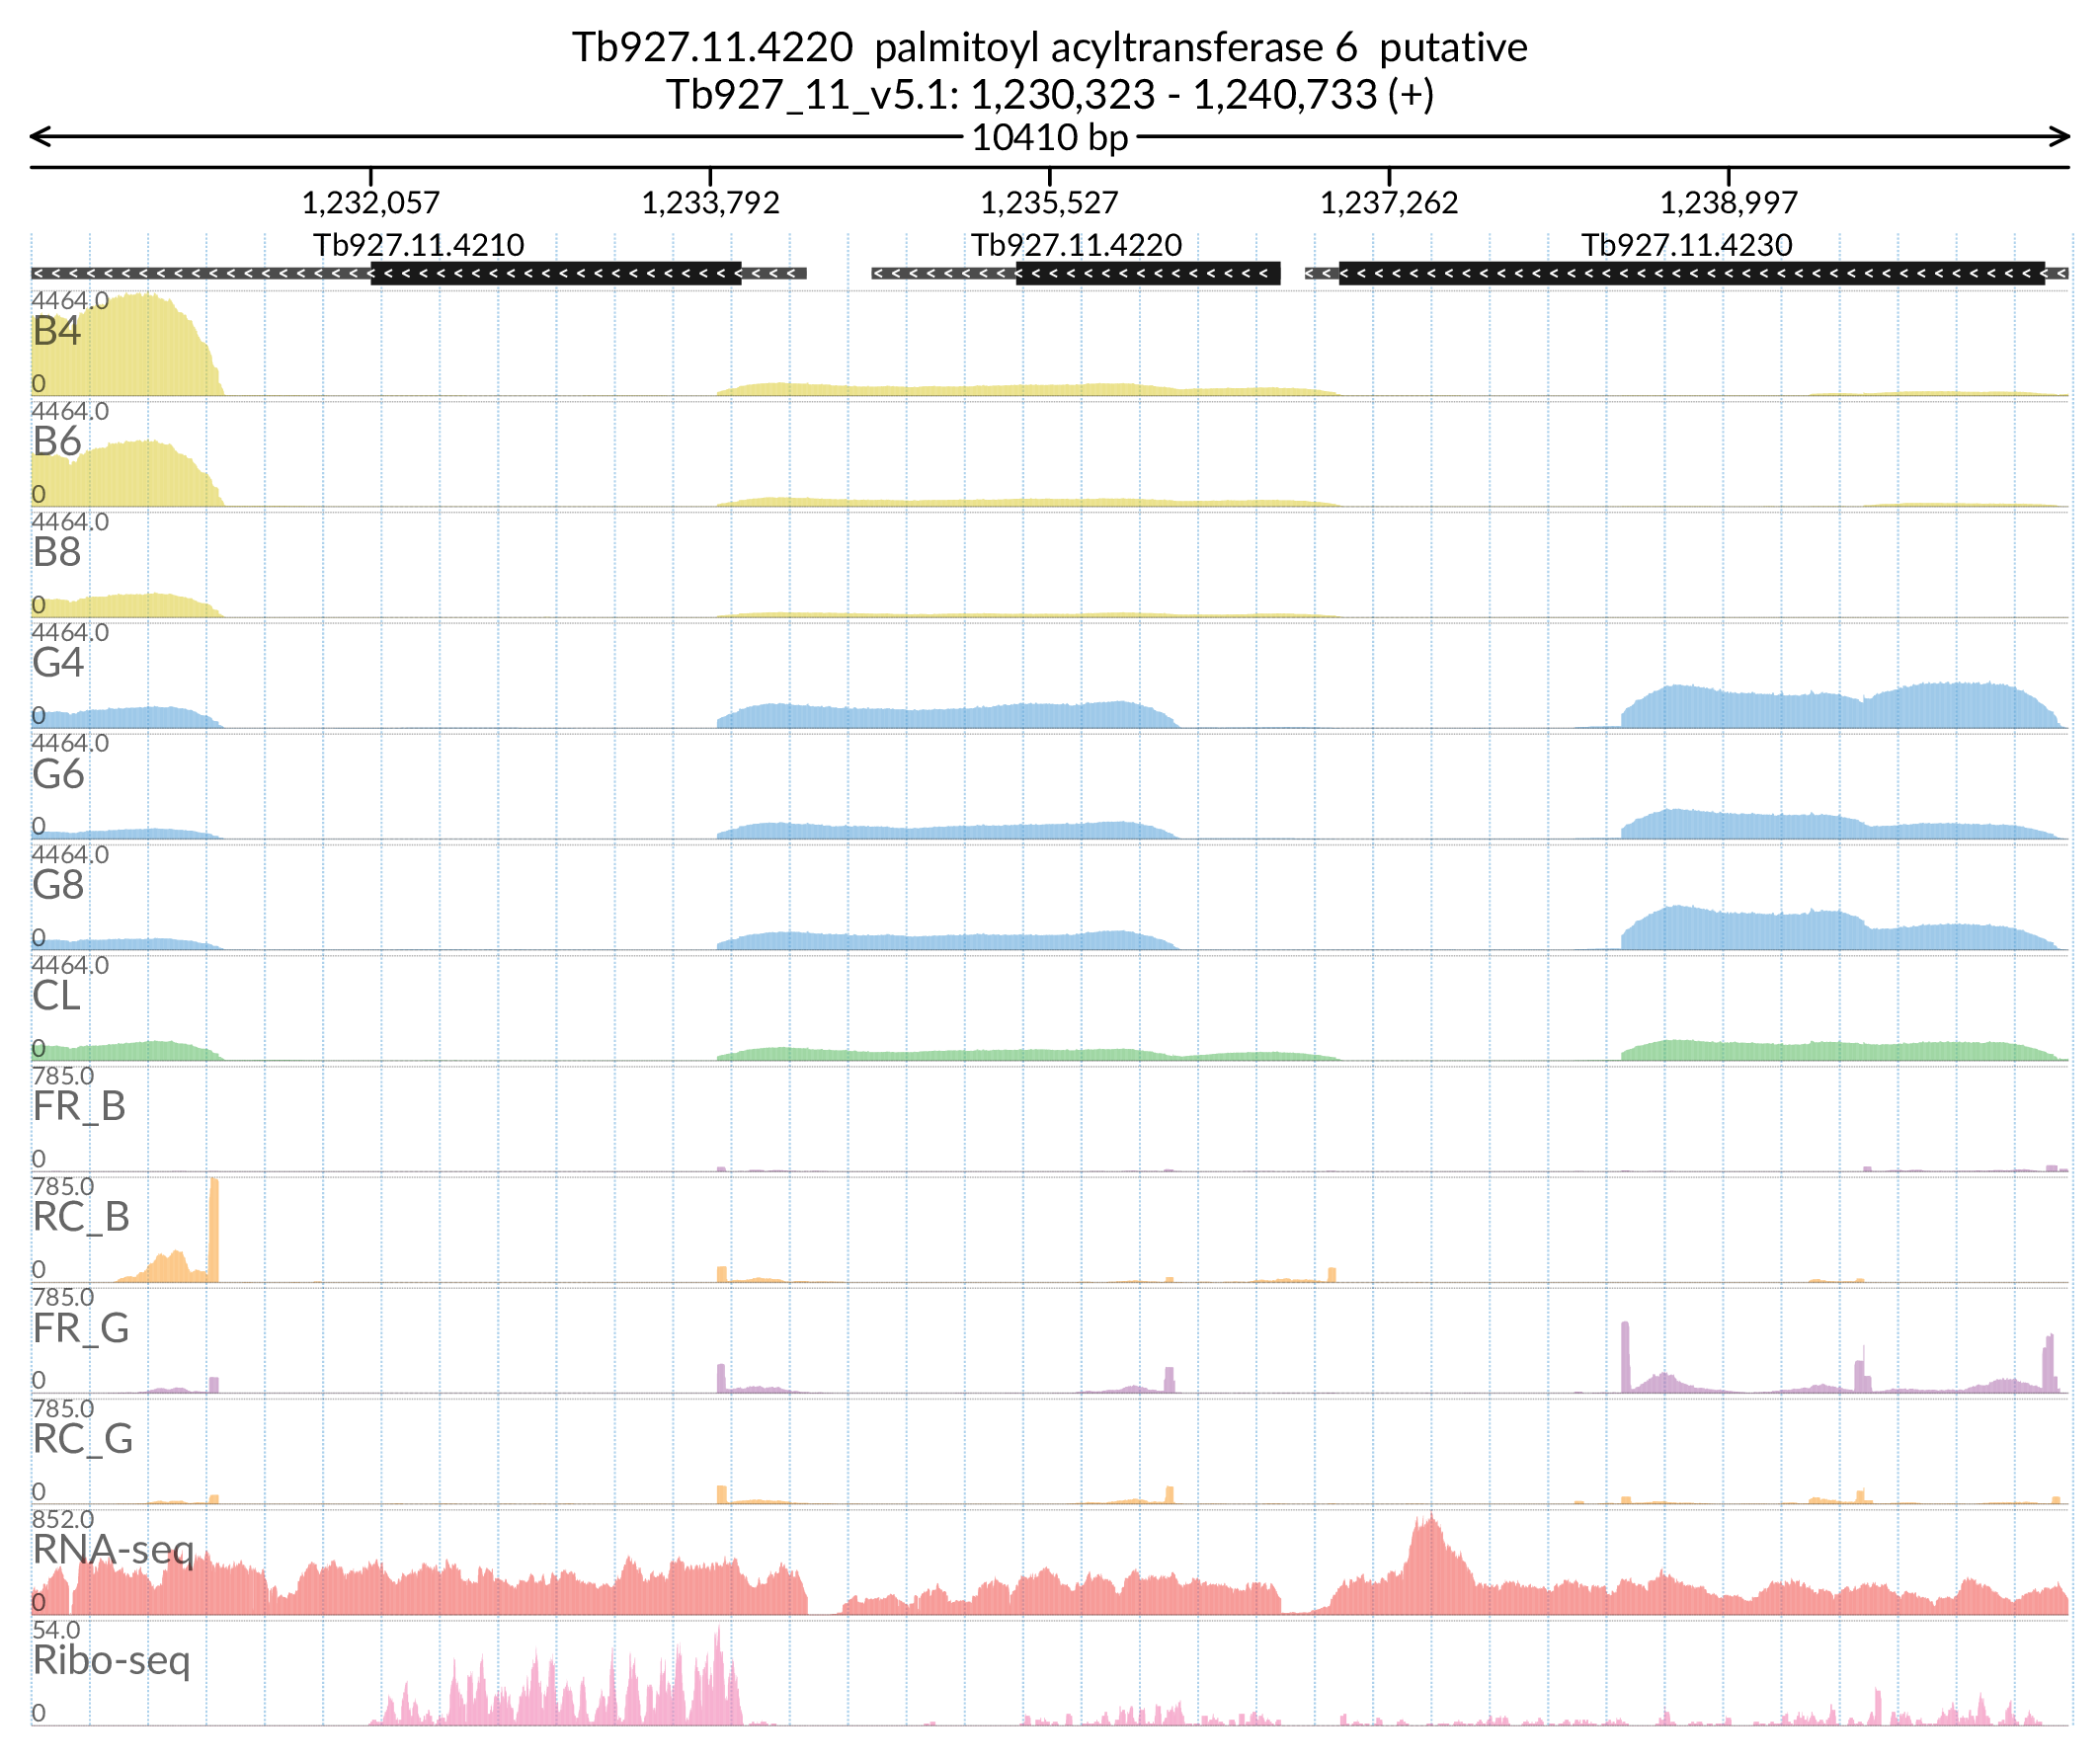 Tb927.11.4220 palmitoyl acyltransferase 6 putative
Tb927_11_v5.1: 1,230,323 - 1,240,733 (+)
10410 bp
1,232,057 1,233,792 1,235,527 1,237,262 1,238,997
Tb927.11.4210 Tb927.11.4220 Tb927.11.4230
4464.0
B4
0
4464.0
B6
0
4464.0
B8
0
4464.0
G4
0
4464.0
G6
0
4464.0
G8
0
4464.0
CL
0
785.0
FR_B
0
785.0
RC_B
0
785.0
FR_G
0
785.0
RC_G
0
852.0
RNA-seq
0
54.0
Ribo-seq
0